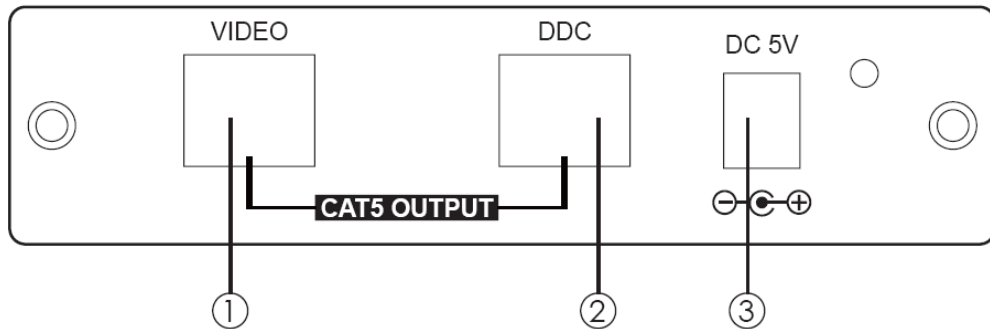 VIDEO
DDC
DC 5V
CAT5 OUTPUT
① ② ③